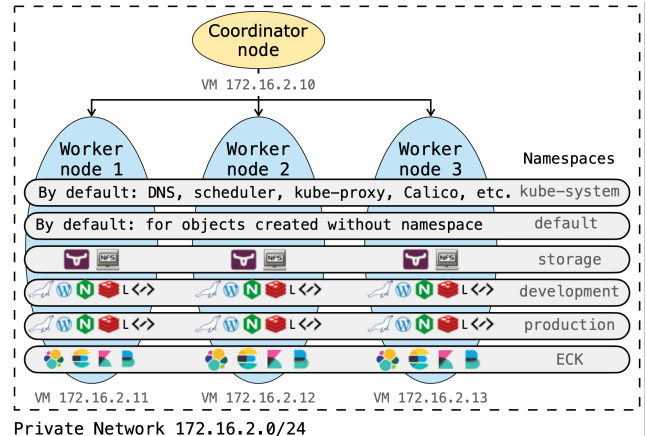 Coordinator
node
VM 172.16.2.10
Worker
node 1
Worker
node 2
Worker
node 3
Namespaces
By default: DNS, scheduler, kube-proxy, Calico, etc. kube-system
By default: for objects created without namespace default
NFS NFS NFS storage
W N L W N L W N L development
W N L W N L W N L production
ECK
VM 172.16.2.11 VM 172.16.2.12 VM 172.16.2.13
Private Network 172.16.2.0/24